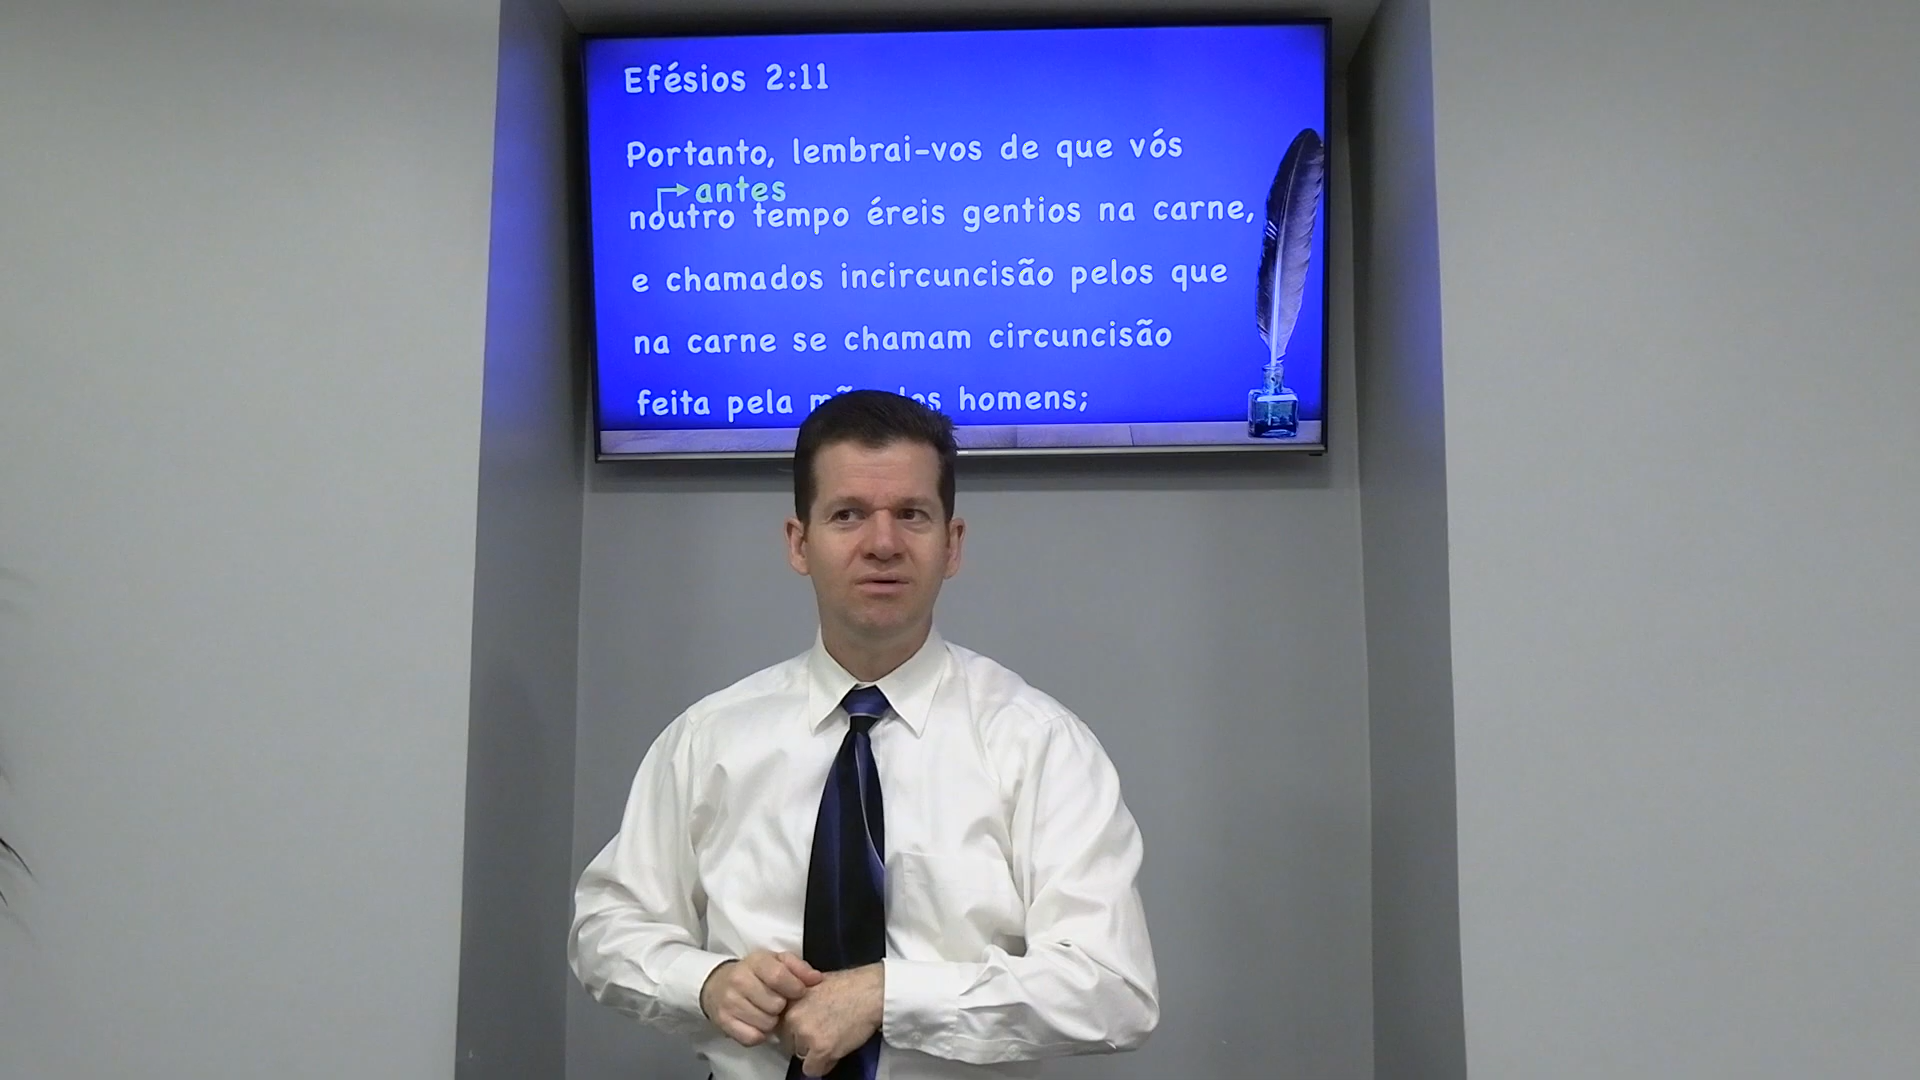 Efésios 2:11
Portanto, lembrai-vos de que vós
antes
noutro tempo éreis gentios na carne,
e chamados incircuncisão pelos que
na carne se chamam circuncisão
feita pela homens;